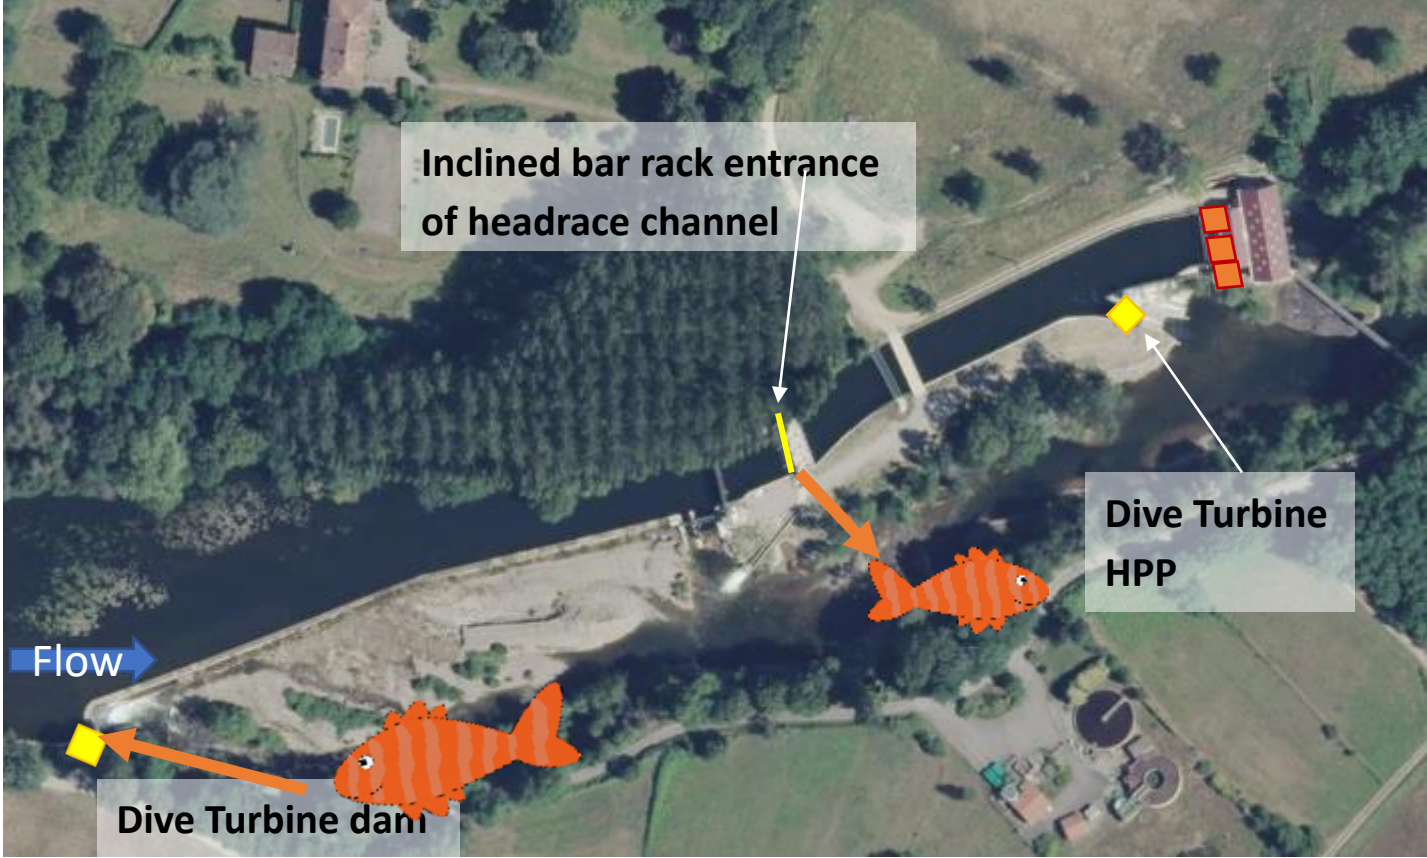 Inclined bar rack entrance
of headrace channel
Dive Turbine
HPP
Flow
Dive Turbine dam